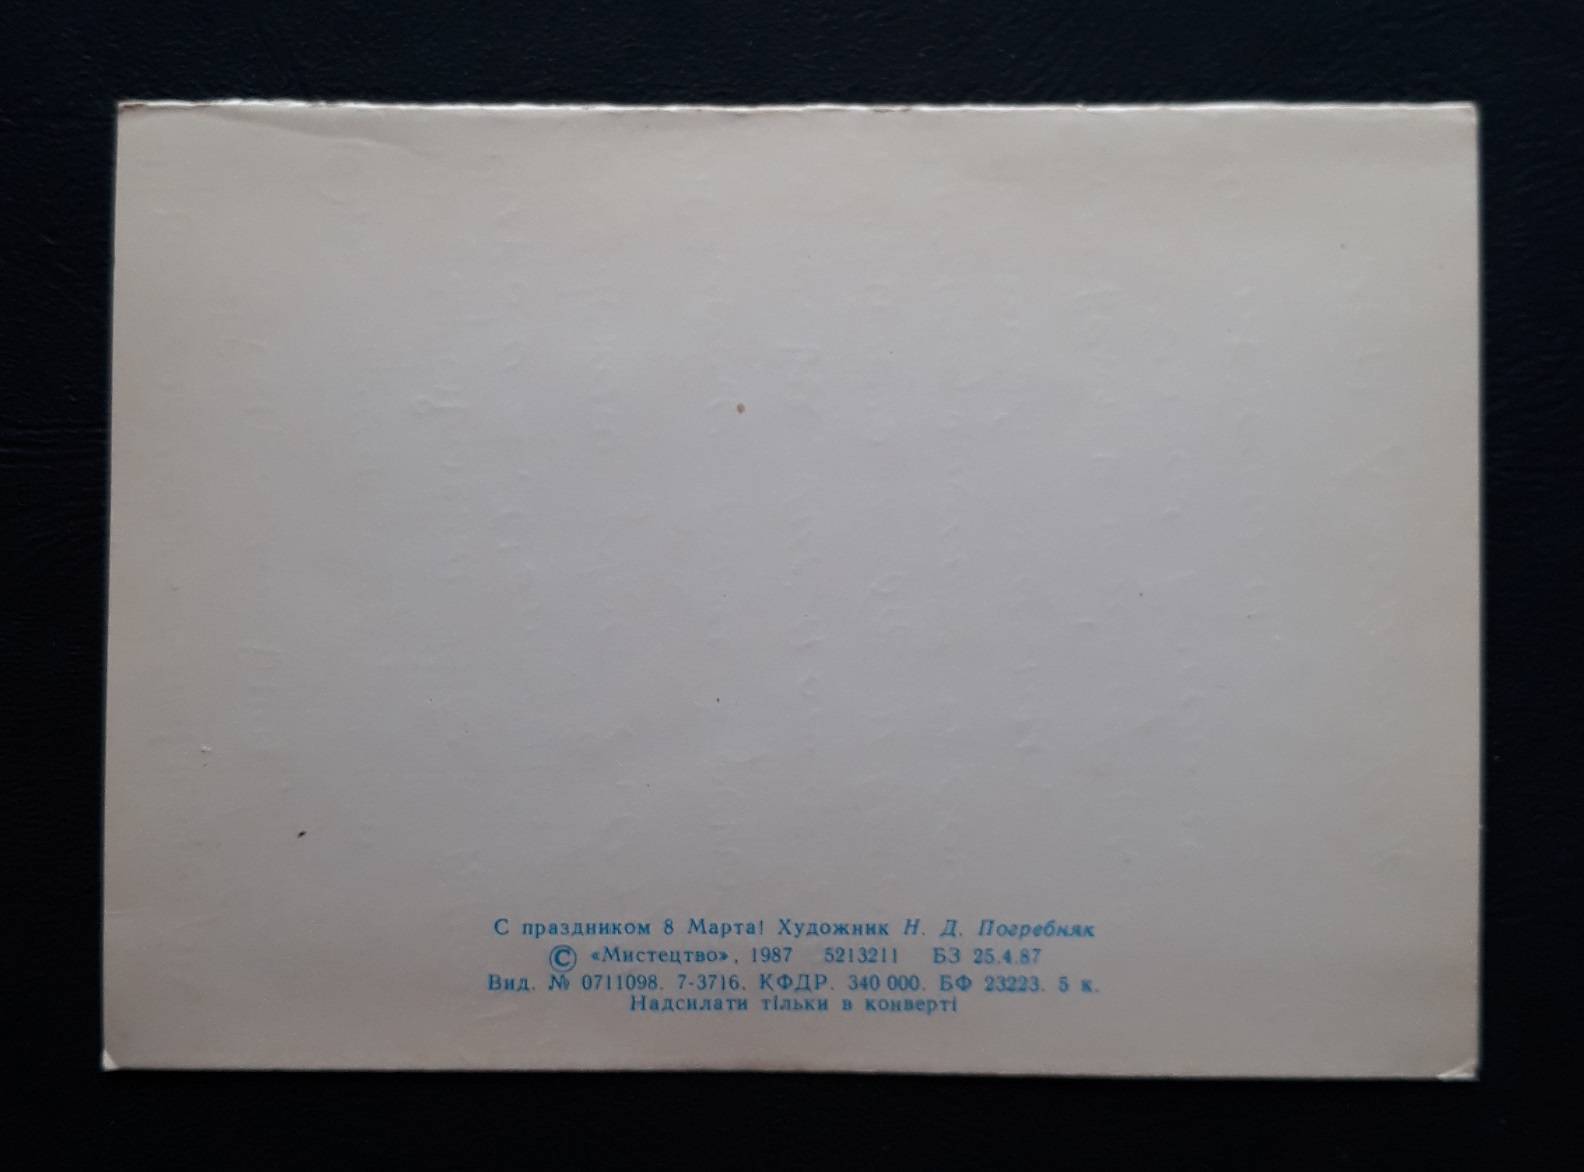 С праздником 8 Марта! Художник Н. Д. Погребняк
© «Мистецтво», 1987 5213211 БЗ 25.4.87
Вид. № 0711098. 7-3716. КФДР. 340 000. БФ 23223. 5 к.
Надсилати тільки в конверті